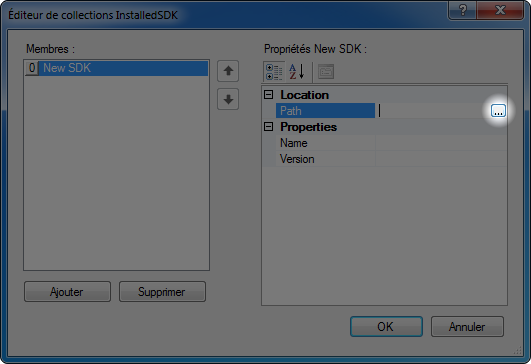 Éditeur de collections InstalledSDK
Membres :
0 New SDK
Ajouter
Supprimer
Propriétés New SDK :
Location
Path
...
Properties
Name
Version
OK
Annuler